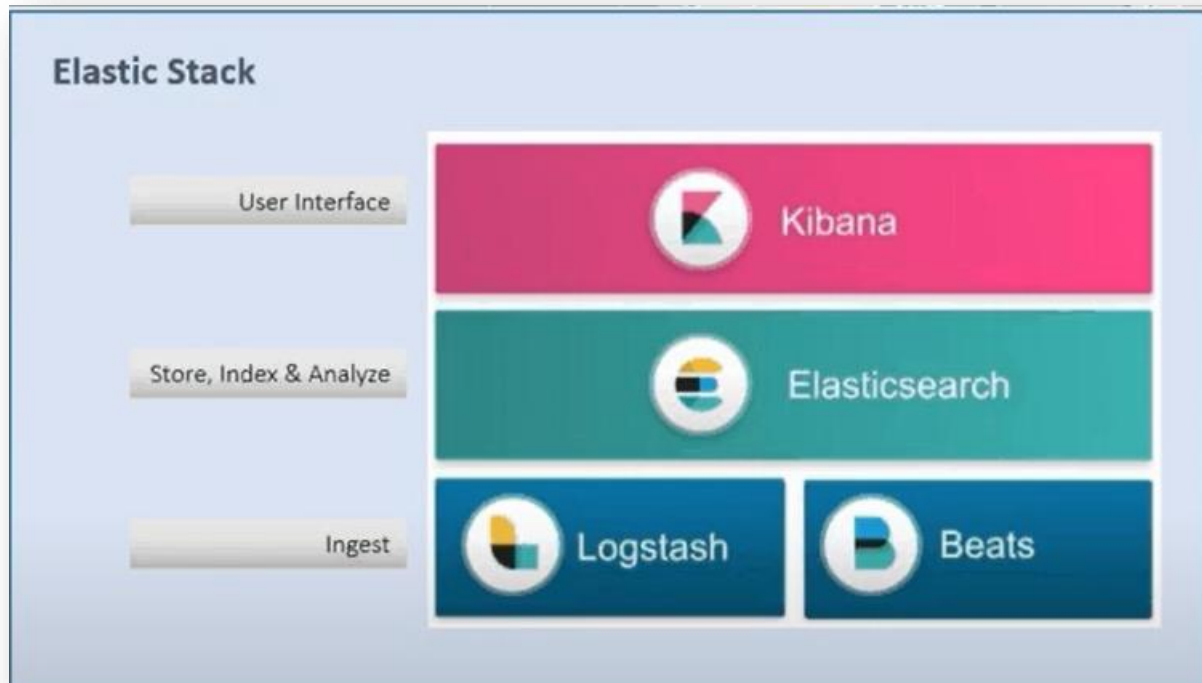 Elastic Stack
User Interface
Kibana
Store, Index & Analyze
Elasticsearch
Ingest
Logstash
Beats